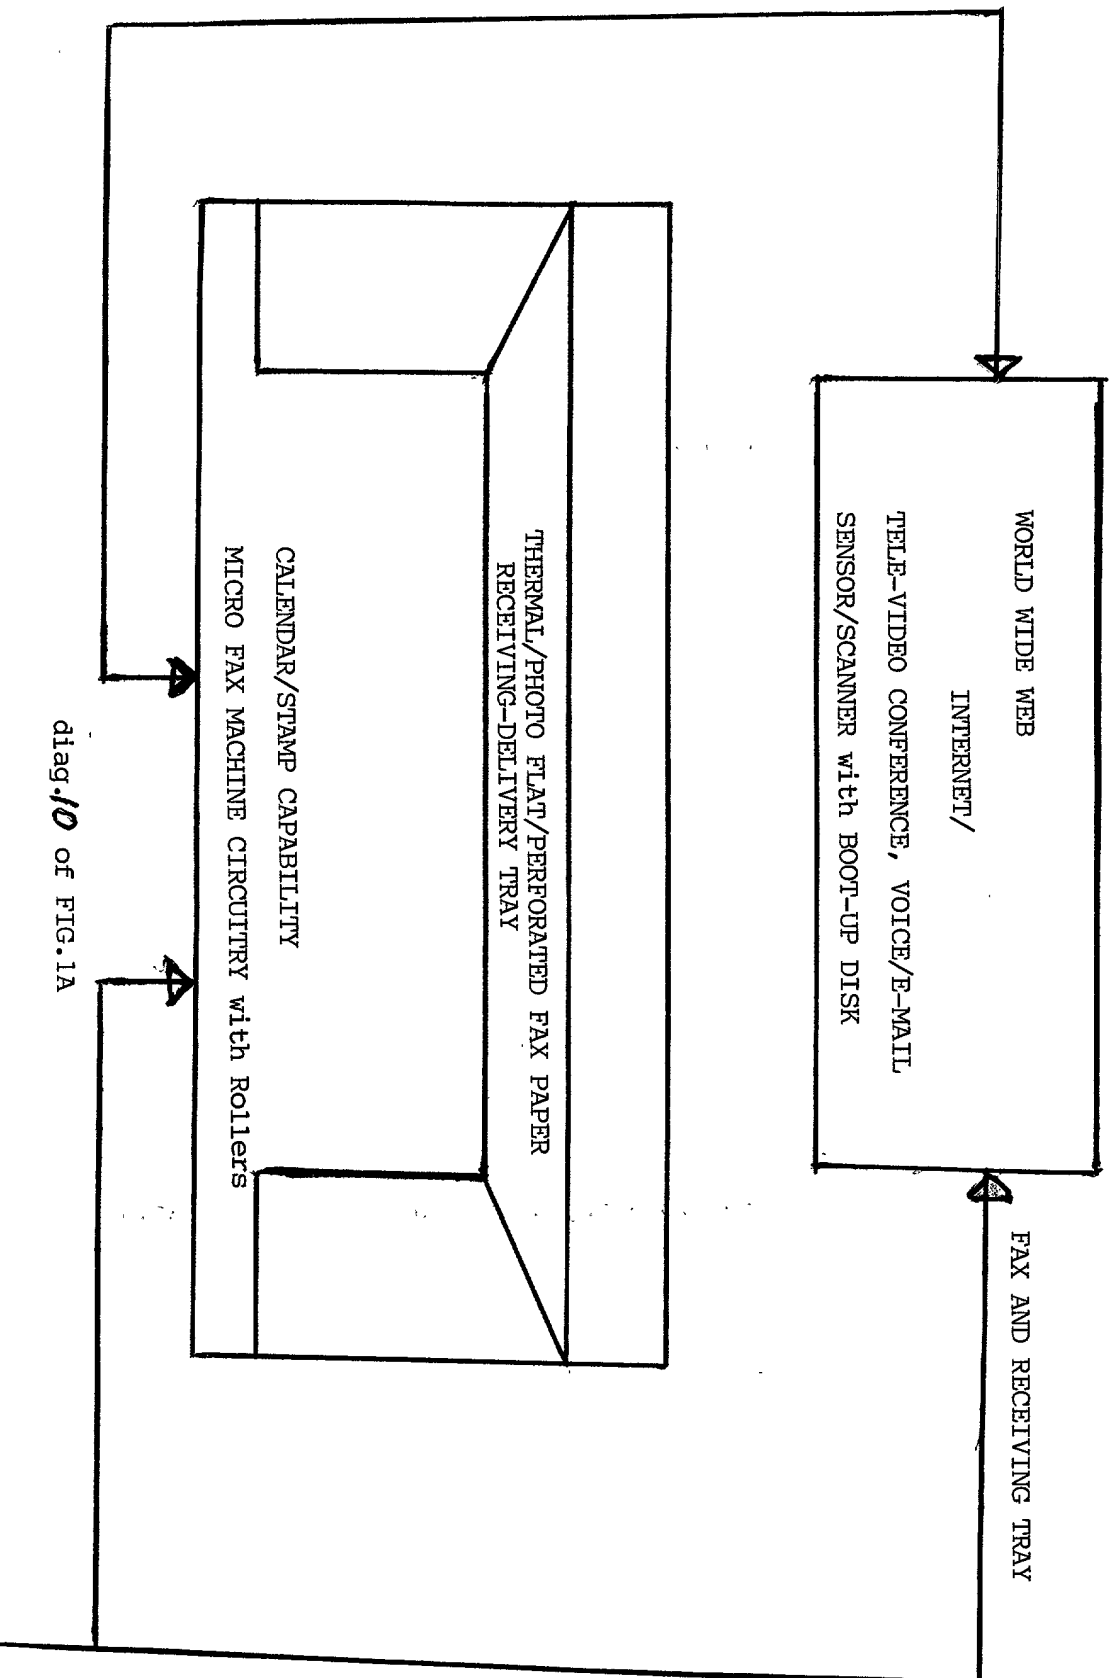 FAX AND RECEIVING TRAY
WORLD WIDE WEB
INTERNET/
TELE-VIDEO CONFERENCE, VOICE/E-MAIL
SENSOR/SCANNER with BOOT-UP DISK
THERMAL/PHOTO FLAT/PERFORATED FAX PAPER
RECEIVING-DELIVERY TRAY
CALENDAR/STAMP CAPABILITY
MICRO FAX MACHINE CIRCUITRY with Rollers
diag.10 of FIG.1A